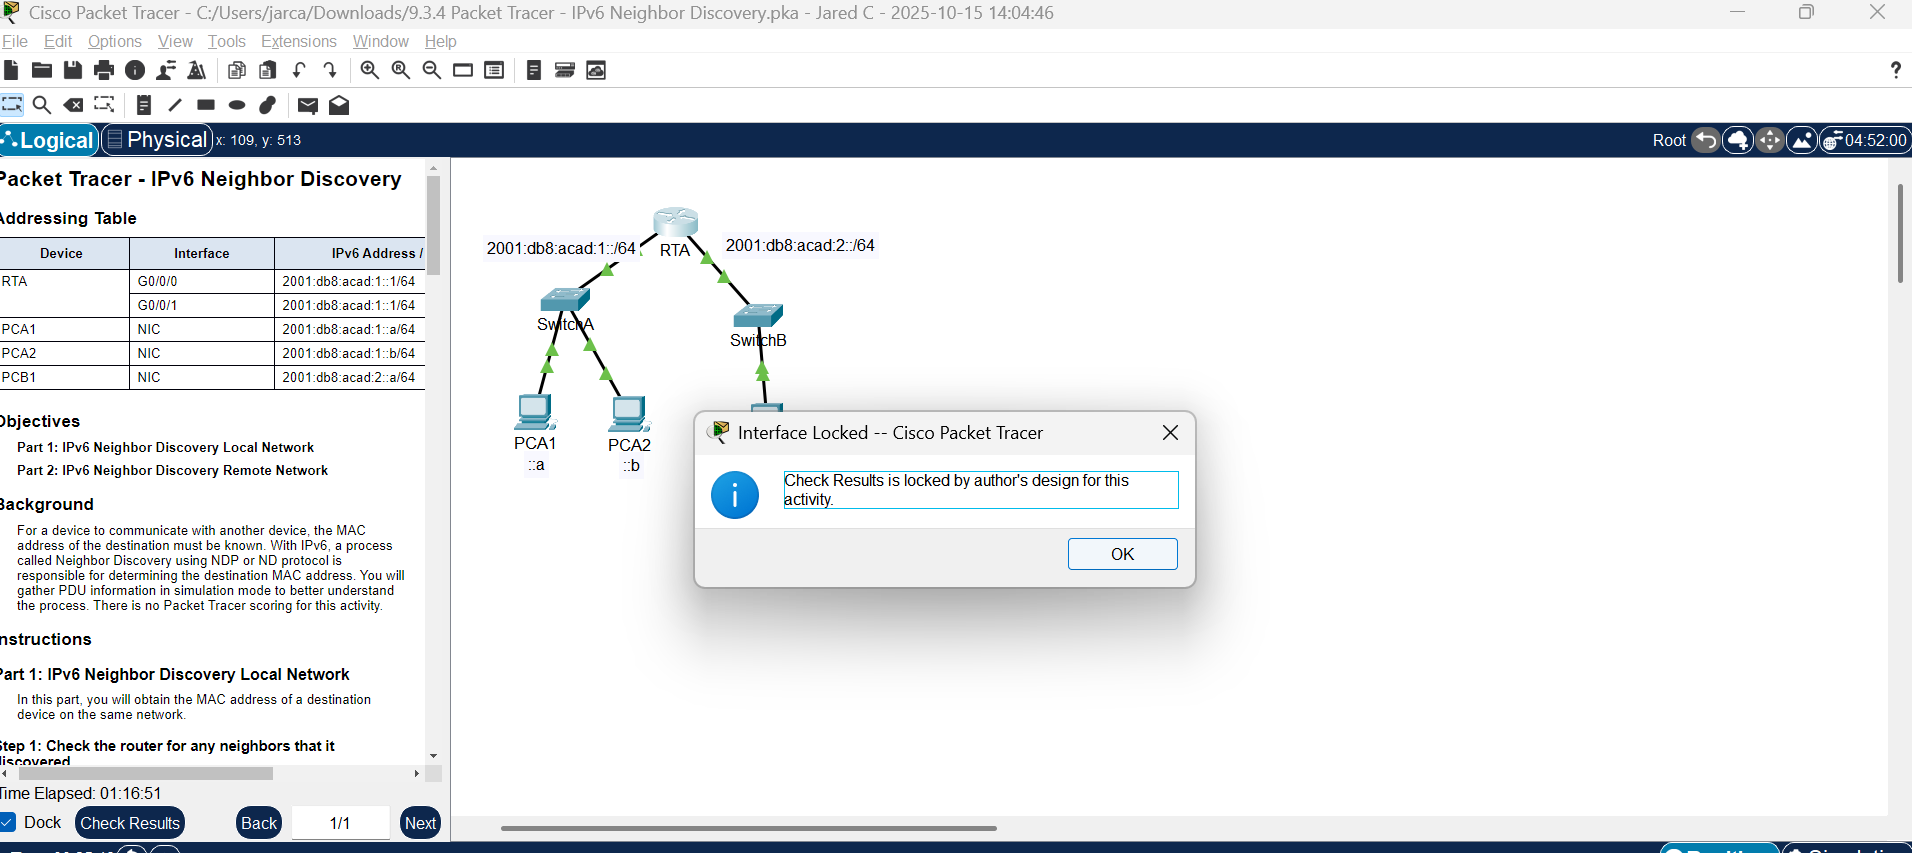 Cisco Packet Tracer - C:/Users/jarca/Downloads/9.3.4 Packet Tracer - IPv6 Neighbor Discovery.pka - Jared C - 2025-10-15 14:04:46
File Edit Options View Tools Extensions Window Help
?
Logical Physical x: 109, y: 513 Root 04:52:00
Packet Tracer - IPv6 Neighbor Discovery
Addressing Table
Device Interface IPv6 Address /
RTA G0/0/0 2001:db8:acad:1::1/64
G0/0/1 2001:db8:acad:1::1/64
PCA1 NIC 2001:db8:acad:1::a/64
PCA2 NIC 2001:db8:acad:1::b/64
PCB1 NIC 2001:db8:acad:2::a/64
Objectives
Part 1: IPv6 Neighbor Discovery Local Network
Part 2: IPv6 Neighbor Discovery Remote Network
Background
For a device to communicate with another device, the MAC
address of the destination must be known. With IPv6, a process
called Neighbor Discovery using NDP or ND protocol is
responsible for determining the destination MAC address. You will
gather PDU information in simulation mode to better understand
the process. There is no Packet Tracer scoring for this activity.
Instructions
Part 1: IPv6 Neighbor Discovery Local Network
In this part, you will obtain the MAC address of a destination
device on the same network.
Step 1: Check the router for any neighbors that it
discovered
Time Elapsed: 01:16:51
Dock Check Results Back 1/1 Next
2001:db8:acad:1::/64
RTA
2001:db8:acad:2::/64
SwitchA
SwitchB
PCA1
::a
PCA2
::b
Interface Locked -- Cisco Packet Tracer
Check Results is locked by author's design for this
activity.
OK